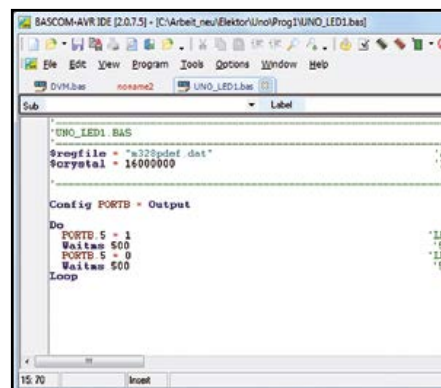 BASCOM-AVR IDE [2.0.7.5] - [C:\Arbeit_neu\Elektor\Uno\Prog1\UNO_LED1.bas]
File Edit View Program Tools Options Window Help
DVM.bas noname2 UNO_LED1.bas
Sub Label
'UNO_LED1.BAS
$regfile = "m328pdef.dat"
$crystal = 16000000
Config PORTB = Output
Do
PORTB.5 = 1
Waitms 500
PORTB.5 = 0
Waitms 500
Loop
15: 70 Insert